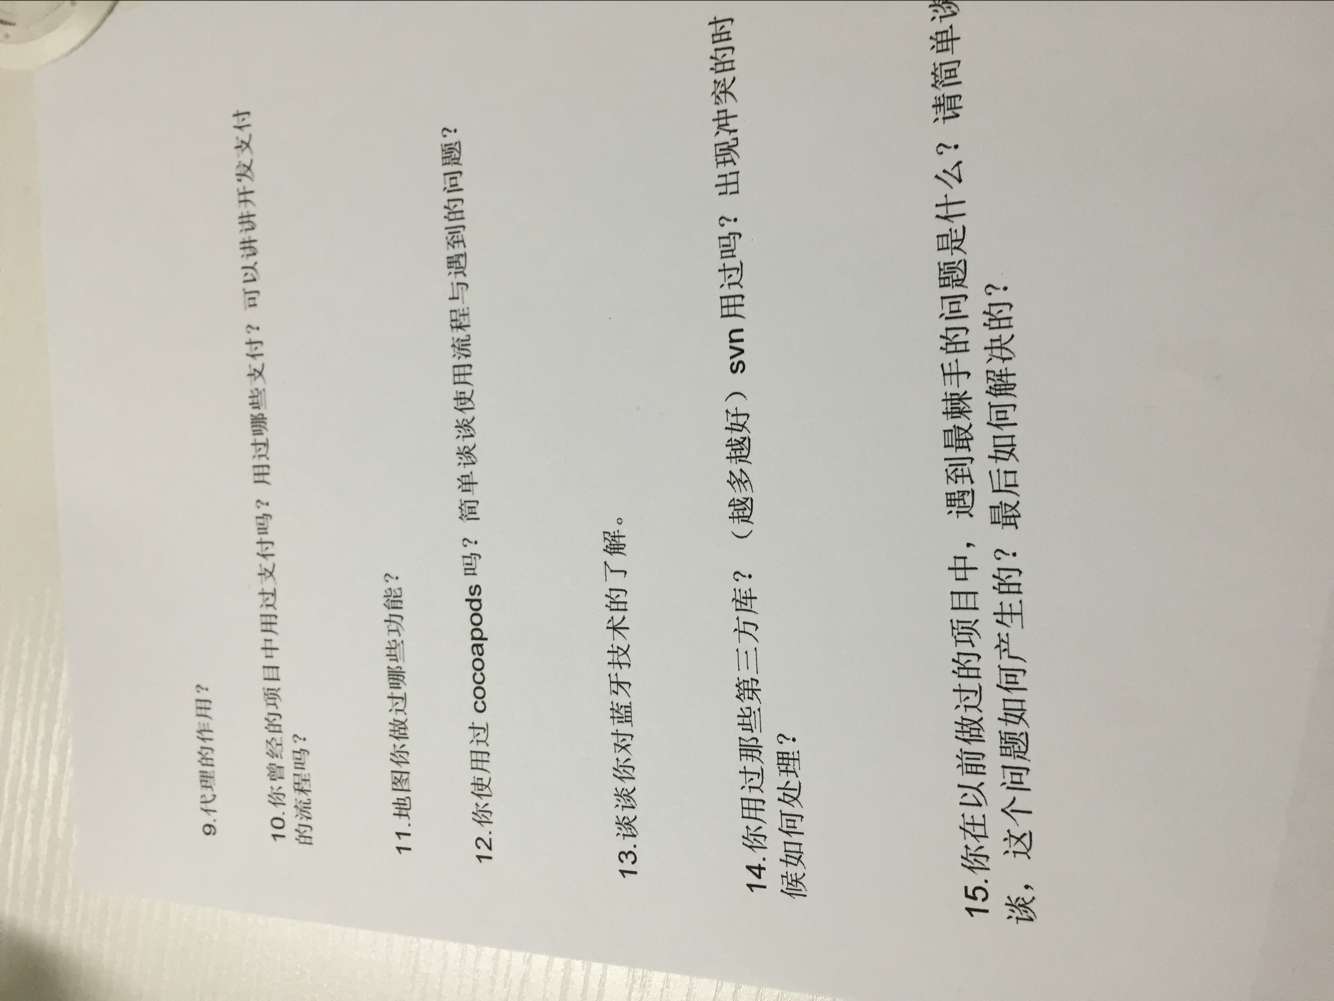 9.代理的作用？
10.你曾经的项目中用过支付吗？用过哪些支付？可以讲讲开发支付
的流程吗？
11.地图你做过哪些功能？
12.你使用过 cocoapods 吗？简单谈谈使用流程与遇到的问题？
13.谈谈你对蓝牙技术的了解。
14.你用过那些第三方库？（越多越好）svn 用过吗？出现冲突的时
候如何处理？
15.你在以前做过的项目中，遇到最棘手的问题是什么？请简单谈
谈，这个问题如何产生的？最后如何解决的？